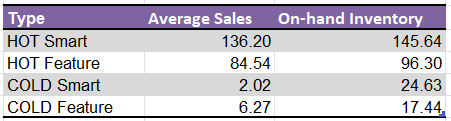 Type Average Sales On-hand Inventory
HOT Smart 136.20 145.64
HOT Feature 84.54 96.30
COLD Smart 2.02 24.63
COLD Feature 6.27 17.44